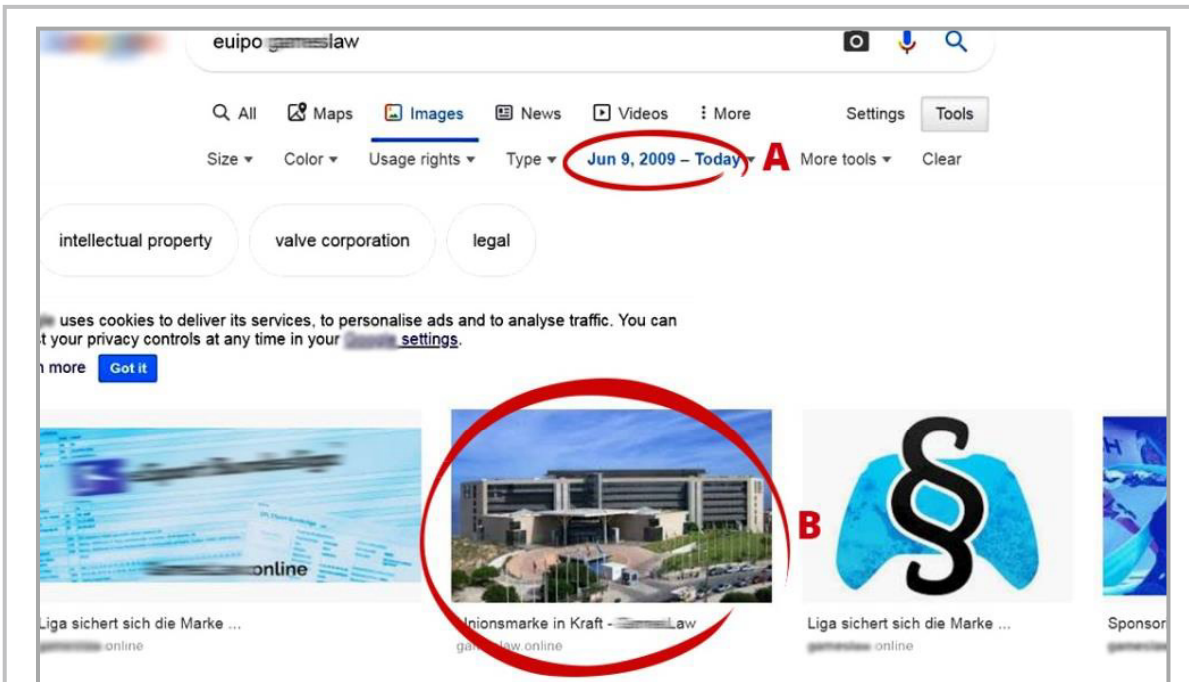 euipo gameslaw
All Maps Images News Videos More Settings Tools
Size Color Usage rights Type Jun 9, 2009 – Today A More tools Clear
intellectual property valve corporation legal
uses cookies to deliver its services, to personalise ads and to analyse traffic. You can
t your privacy controls at any time in your settings.
more Got it
B
online
Liga sichert sich die Marke ... Unionsmarke in Kraft - Law Liga sichert sich die Marke ... Sponsor
online law.online online